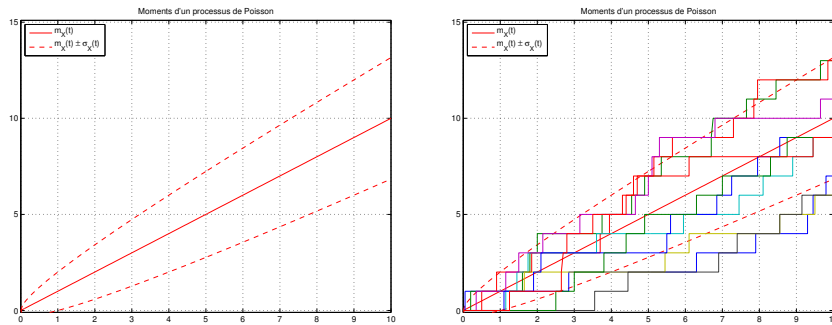 Moments d'un processus de Poisson
15
10
5
0
0 1 2 3 4 5 6 7 8 9 10
m_X(t)
m_X(t) ± σ_X(t)
Moments d'un processus de Poisson
15
10
5
0
0 1 2 3 4 5 6 7 8 9 10
m_X(t)
m_X(t) ± σ_X(t)